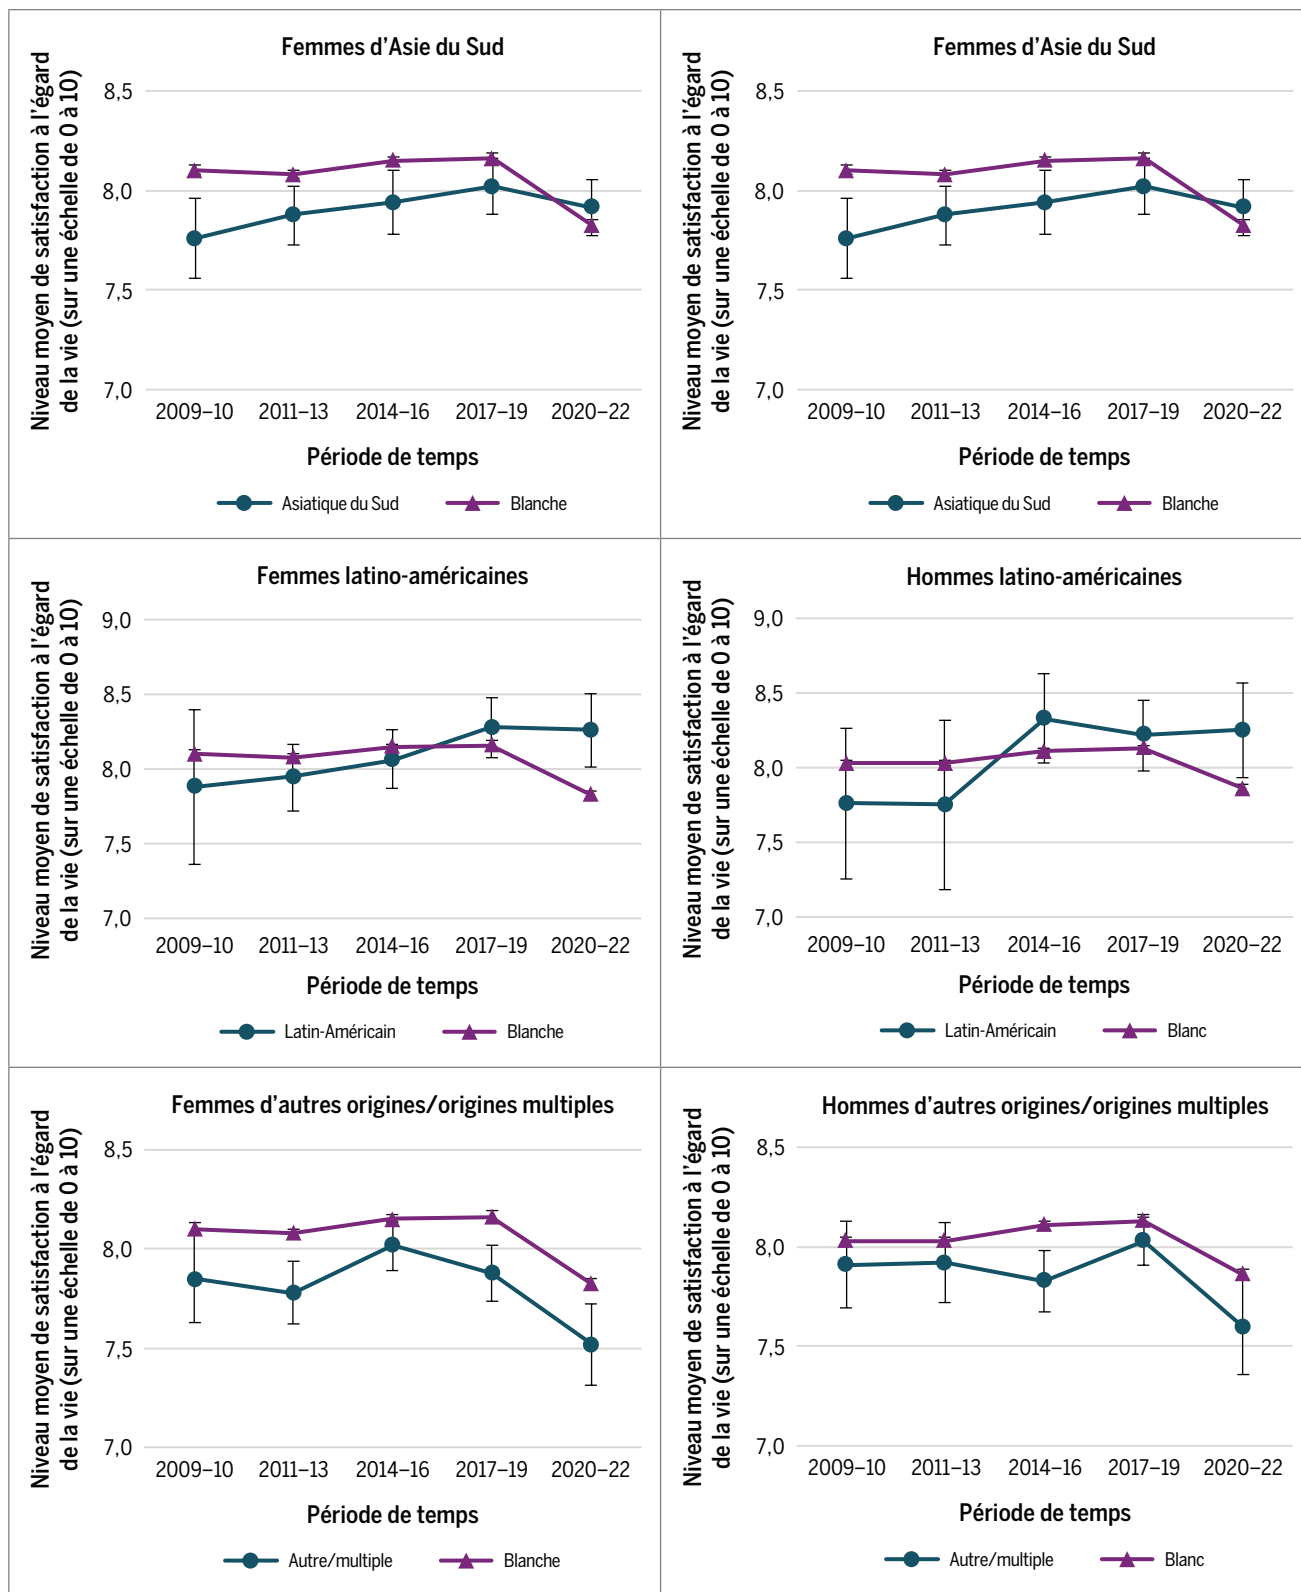 Femmes d’Asie du Sud
Niveau moyen de satisfaction à l’égard
de la vie (sur une échelle de 0 à 10)
8,5
8,0
7,5
7,0
2009–10 2011–13 2014–16 2017–19 2020–22
Période de temps
Asiatique du Sud Blanche
Femmes d’Asie du Sud
Niveau moyen de satisfaction à l’égard
de la vie (sur une échelle de 0 à 10)
8,5
8,0
7,5
7,0
2009–10 2011–13 2014–16 2017–19 2020–22
Période de temps
Asiatique du Sud Blanche
Femmes latino-américaines
Niveau moyen de satisfaction à l’égard
de la vie (sur une échelle de 0 à 10)
9,0
8,5
8,0
7,5
7,0
2009–10 2011–13 2014–16 2017–19 2020–22
Période de temps
Latin-Américain Blanche
Hommes latino-américaines
Niveau moyen de satisfaction à l’égard
de la vie (sur une échelle de 0 à 10)
9,0
8,5
8,0
7,5
7,0
2009–10 2011–13 2014–16 2017–19 2020–22
Période de temps
Latin-Américain Blanc
Femmes d’autres origines/origines multiples
Niveau moyen de satisfaction à l’égard
de la vie (sur une échelle de 0 à 10)
8,5
8,0
7,5
7,0
2009–10 2011–13 2014–16 2017–19 2020–22
Période de temps
Autre/multiple Blanche
Hommes d’autres origines/origines multiples
Niveau moyen de satisfaction à l’égard
de la vie (sur une échelle de 0 à 10)
8,5
8,0
7,5
7,0
2009–10 2011–13 2014–16 2017–19 2020–22
Période de temps
Autre/multiple Blanc